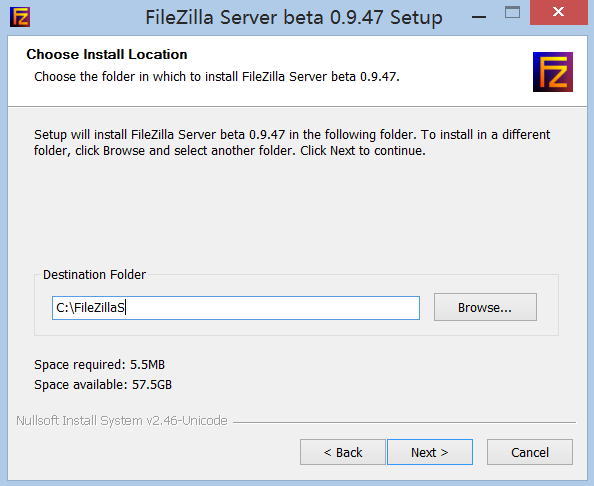 FileZilla Server beta 0.9.47 Setup
Choose Install Location
Choose the folder in which to install FileZilla Server beta 0.9.47.
Setup will install FileZilla Server beta 0.9.47 in the following folder. To install in a different
folder, click Browse and select another folder. Click Next to continue.
Destination Folder
C:\FileZillaS
Browse...
Space required: 5.5MB
Space available: 57.5GB
Nullsoft Install System v2.46-Unicode
< Back
Next >
Cancel